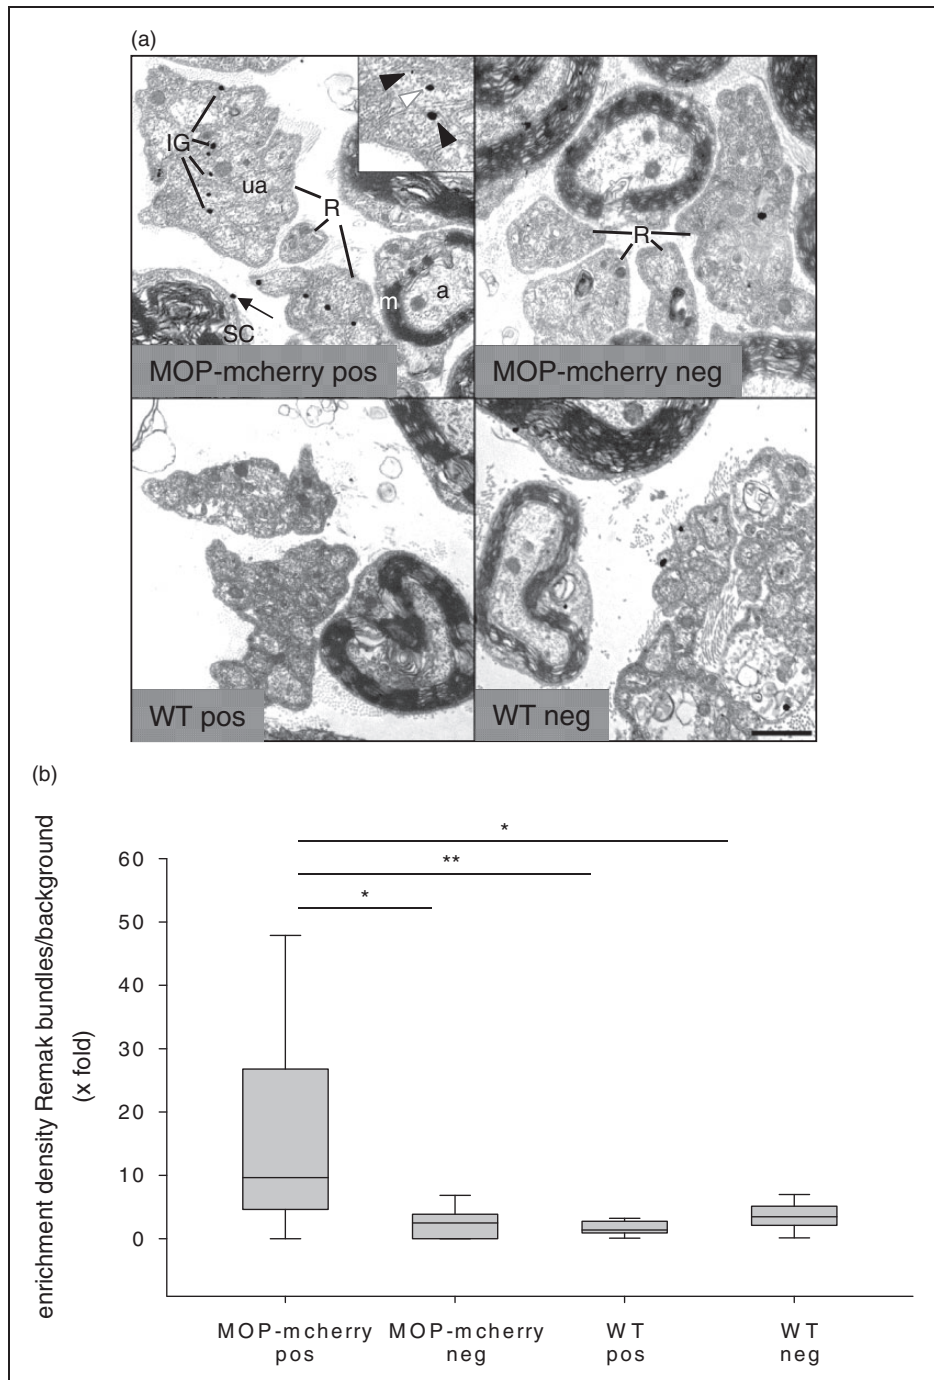 (a)
IG
ua
R
m
a
SC
MOP-mcherry pos
R
MOP-mcherry neg
WT pos
WT neg
(b)
enrichment density Remak bundles/background
(x fold)
60
50
40
30
20
10
0
*
**
*
MOP-mcherry
pos
MOP-mcherry
neg
WT
pos
WT
neg